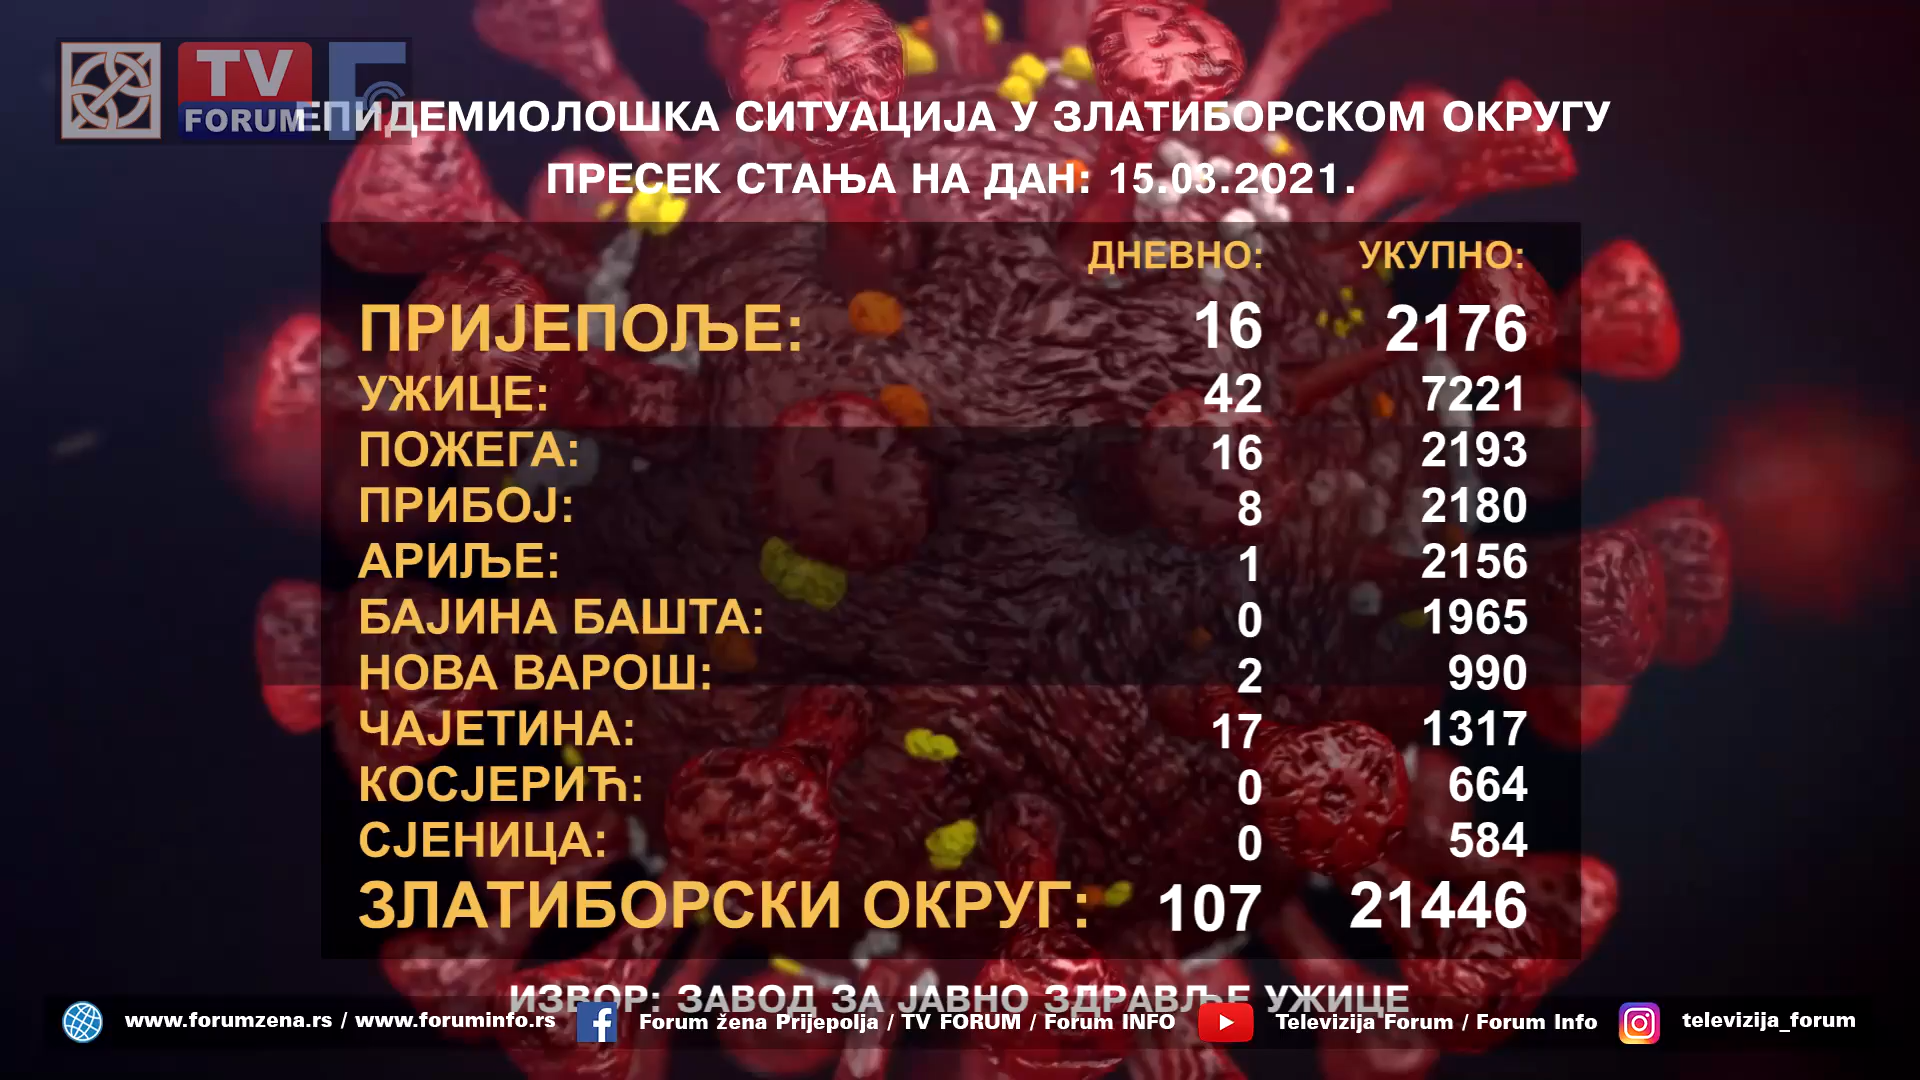 TV
FORUM
ЕПИДЕМИОЛОШКА СИТУАЦИЈА У ЗЛАТИБОРСКОМ ОКРУГУ
ПРЕСЕК СТАЊА НА ДАН: 15.03.2021.
ДНЕВНО: УКУПНО:
ПРИЈЕПОЉЕ: 16 2176
УЖИЦЕ: 42 7221
ПОЖЕГА: 16 2193
ПРИБОЈ: 8 2180
АРИЉЕ: 1 2156
БАЈИНА БАШТА: 0 1965
НОВА ВАРОШ: 2 990
ЧАЈЕТИНА: 17 1317
КОСЈЕРИЋ: 0 664
СЈЕНИЦА: 0 584
ЗЛАТИБОРСКИ ОКРУГ: 107 21446
ИЗВОР: ЗАВОД ЗА ЈАВНО ЗДРАВЉЕ УЖИЦЕ
www.forumzena.rs / www.foruminfo.rs Forum žena Prijepolja / TV FORUM / Forum INFO Televizija Forum / Forum Info televizija_forum